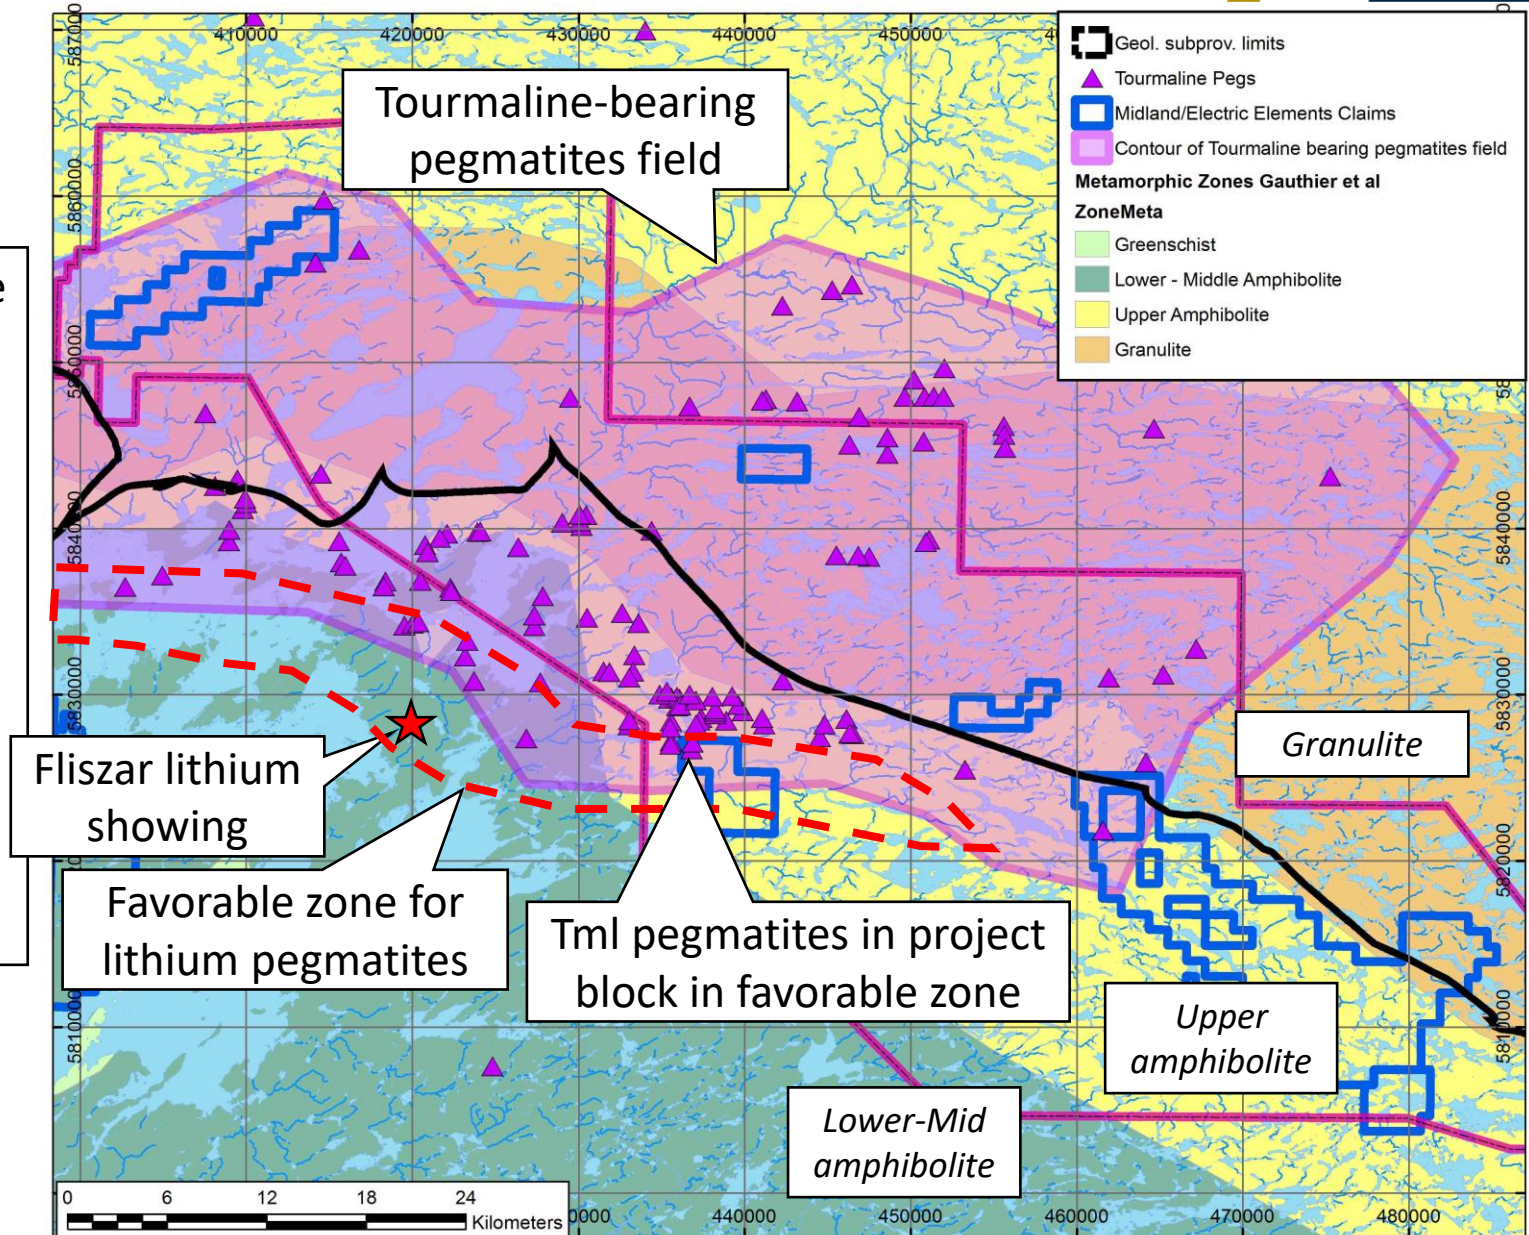 410000
420000
430000
440000
450000
5870000
5860000
5850000
5840000
5830000
5810000
Geol. subprov. limits
Tourmaline Pegs
Midland/Electric Elements Claims
Contour of Tourmaline bearing pegmatites field
Metamorphic Zones Gauthier et al
ZoneMeta
Greenschist
Lower - Middle Amphibolite
Upper Amphibolite
Granulite
Tourmaline-bearing
pegmatites field
e
Granulite
Fliszar lithium
showing
Favorable zone for
lithium pegmatites
Tml pegmatites in project
block in favorable zone
Upper
amphibolite
Lower-Mid
amphibolite
5840000
5830000
5820000
5810000
0 6 12 18 24
Kilometers
440000
450000
460000
470000
480000